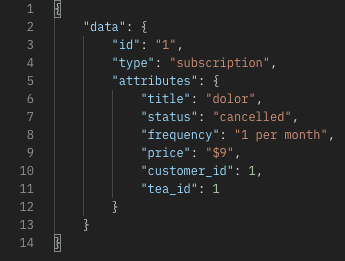 1 {
2     "data": {
3         "id": "1",
4         "type": "subscription",
5         "attributes": {
6             "title": "dolor",
7             "status": "cancelled",
8             "frequency": "1 per month",
9             "price": "$9",
10             "customer_id": 1,
11             "tea_id": 1
12         }
13     }
14 }